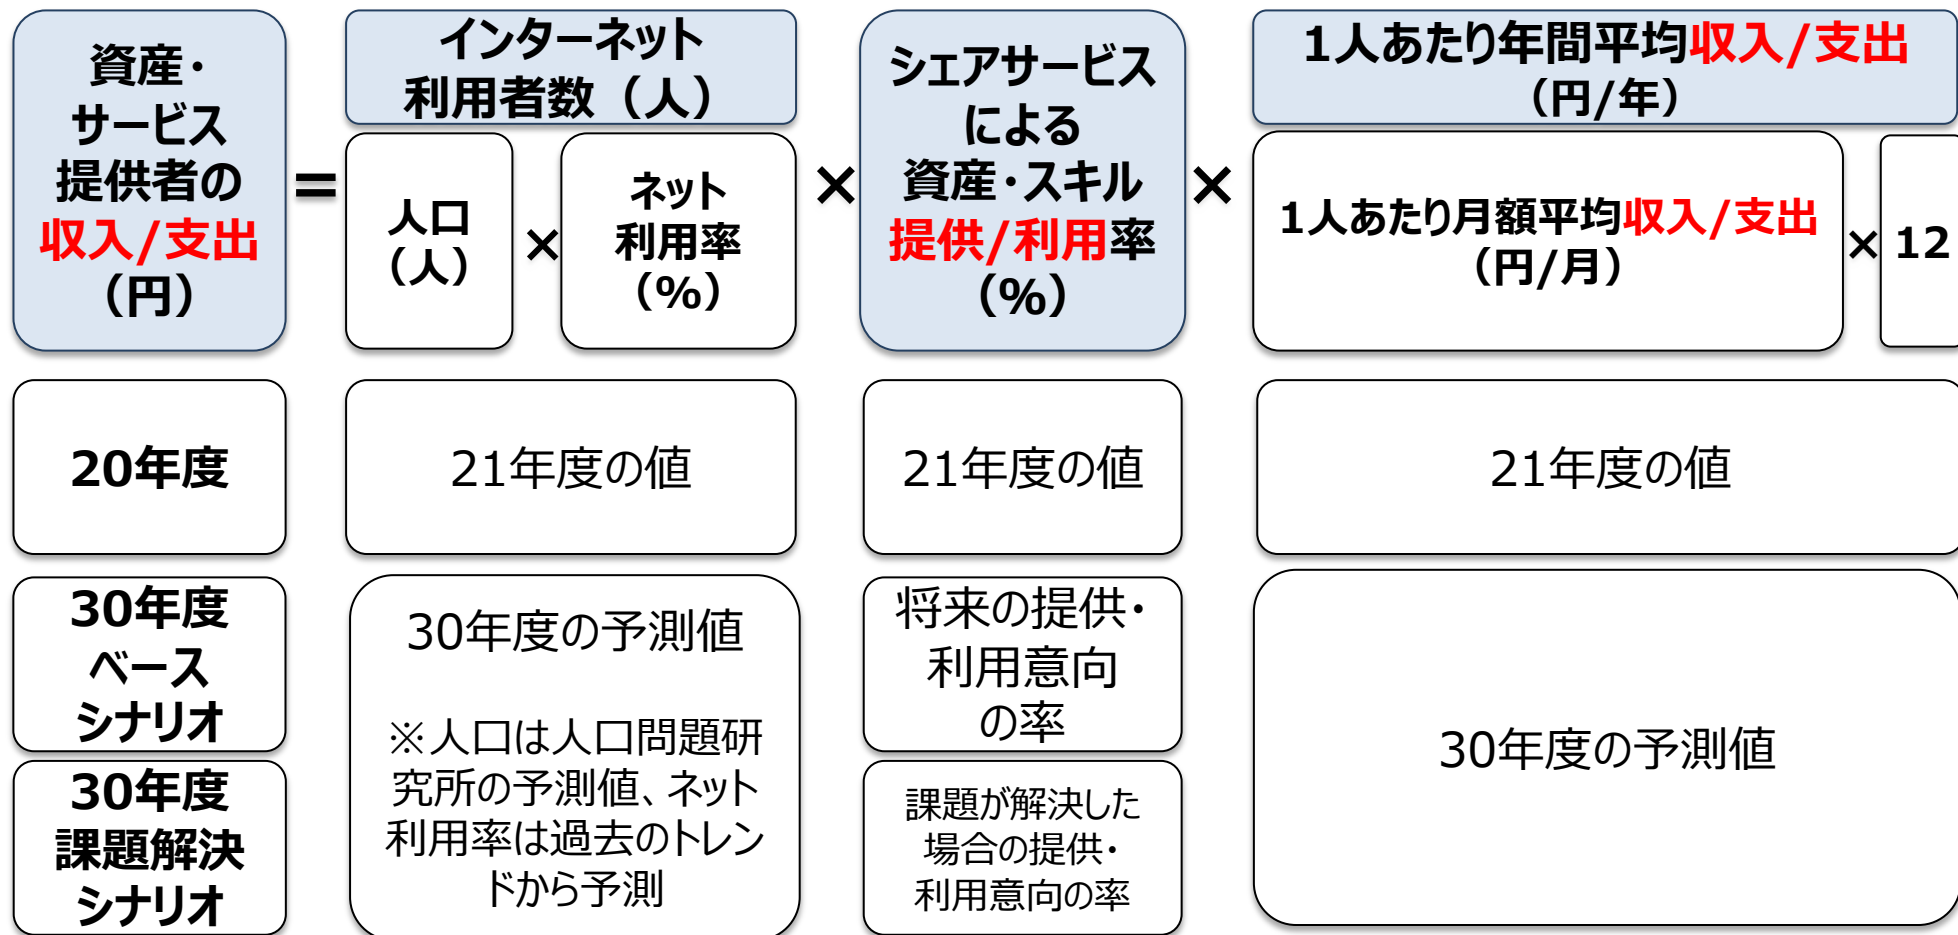 資産・
サービス
提供者の
収入/支出
（円）
=
インターネット
利用者数（人）
人口
（人）
×
ネット
利用率
（%）
×
シェアサービス
による
資産・スキル
提供/利用率
（%）
×
1人あたり年間平均収入/支出
（円/年）
1人あたり月額平均収入/支出
（円/月）
×
12
20年度
21年度の値
21年度の値
21年度の値
30年度
ベース
シナリオ
30年度
課題解決
シナリオ
30年度の予測値
※人口は人口問題研
究所の予測値、ネット
利用率は過去のトレン
ドから予測
将来の提供・
利用意向
の率
課題が解決した
場合の提供・
利用意向の率
30年度の予測値